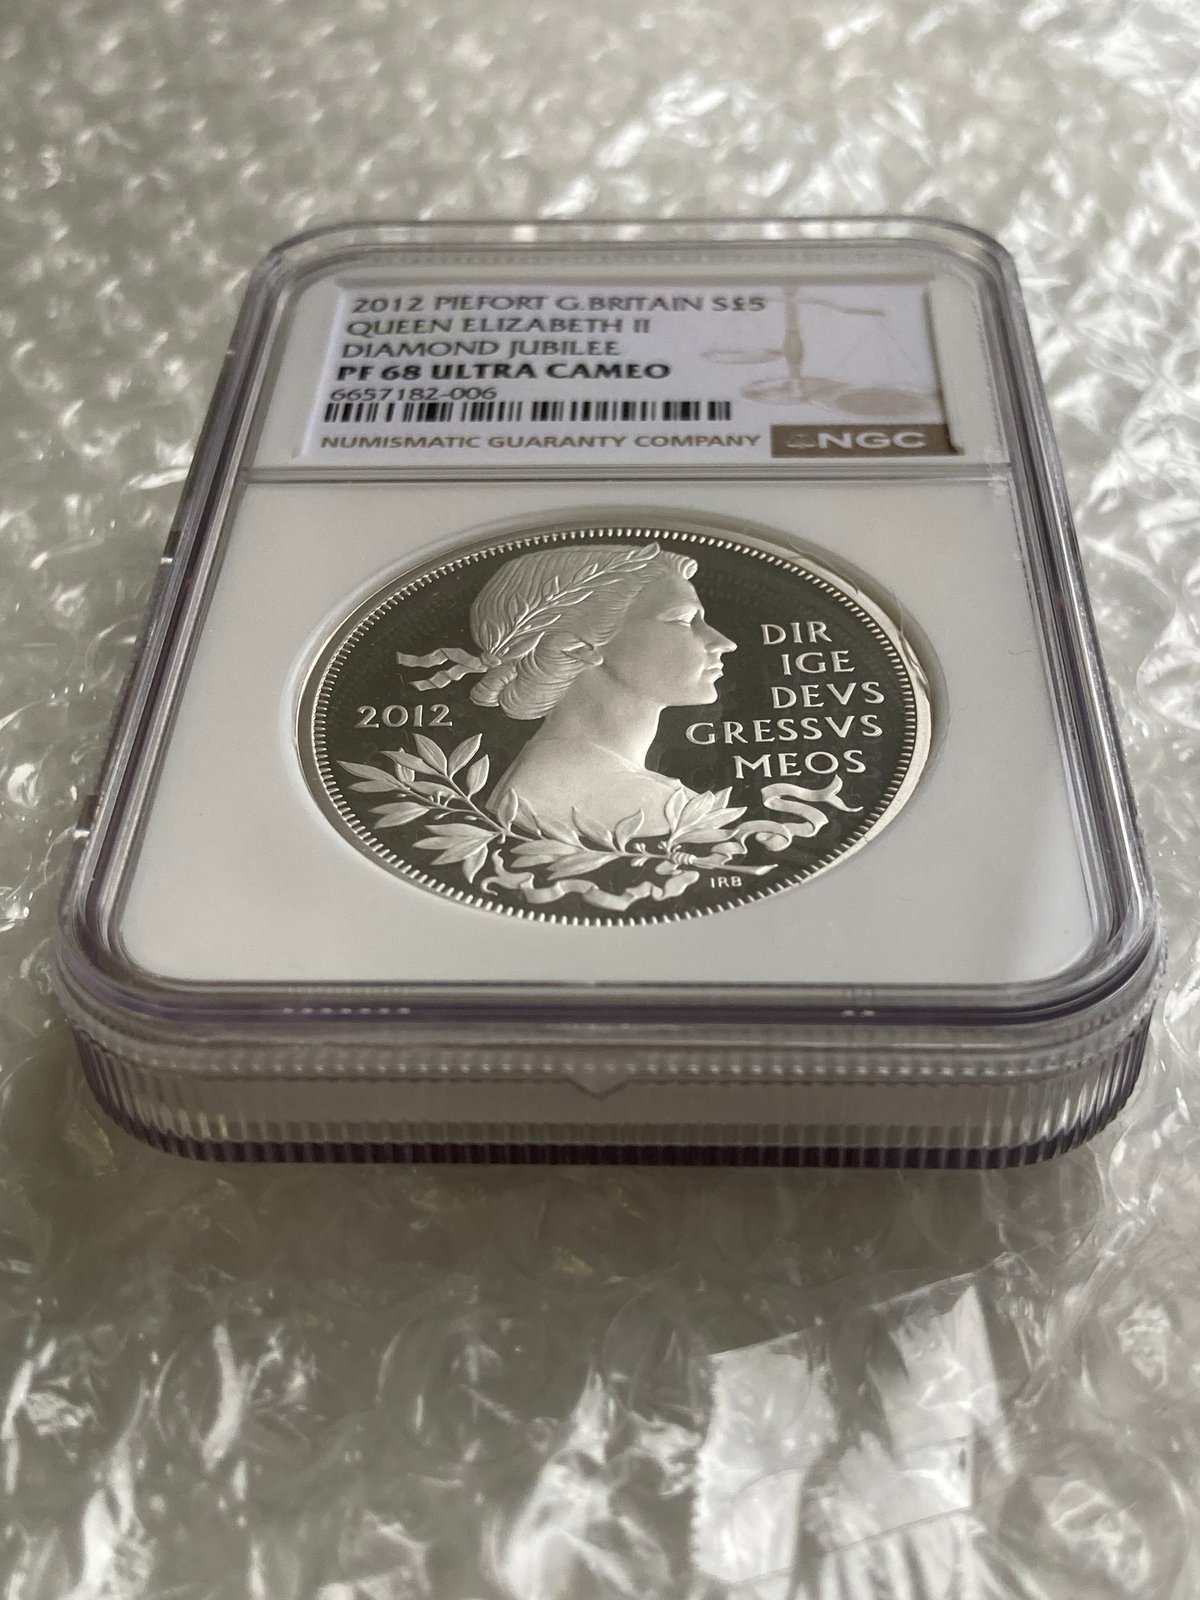 2012 PIEFORT G.BRITAIN S£5
QUEEN ELIZABETH II
DIAMOND JUBILEE
PF 68 ULTRA CAMEO
6657182-006
NUMISMATIC GUARANTY COMPANY NGC
2012
DIR
IGE
DEVS
GRESSVS
MEOS
IRB